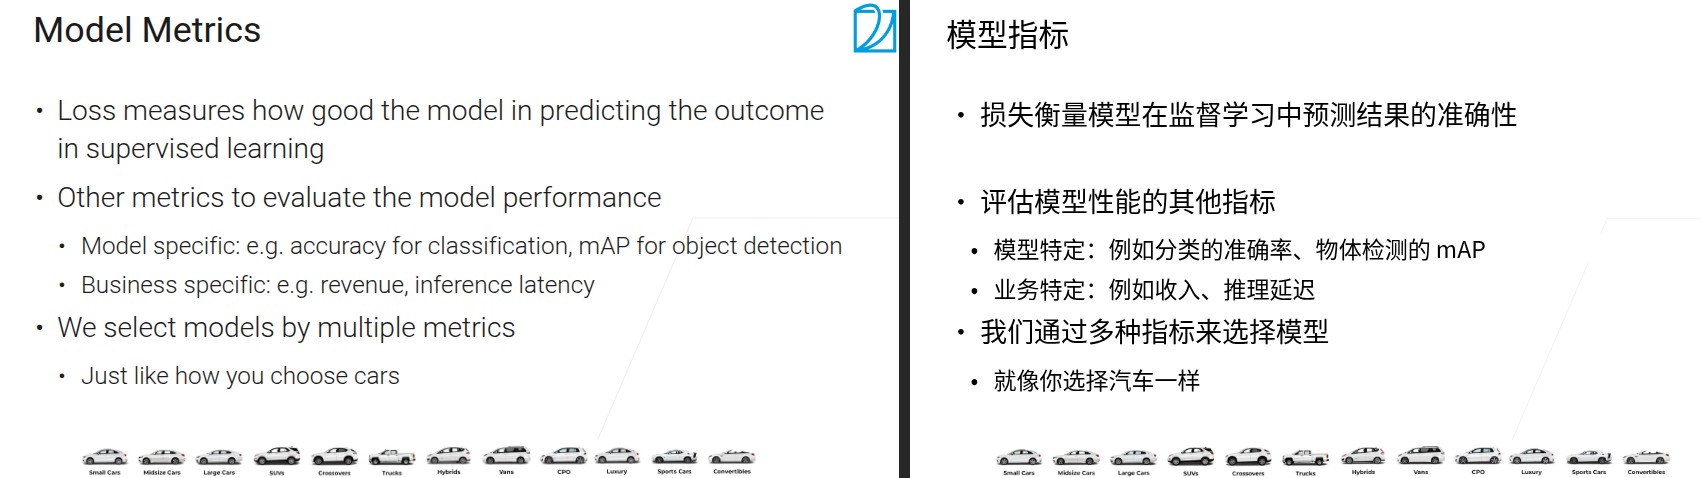 Model Metrics
• Loss measures how good the model in predicting the outcome
in supervised learning
• Other metrics to evaluate the model performance
• Model specific: e.g. accuracy for classification, mAP for object detection
• Business specific: e.g. revenue, inference latency
• We select models by multiple metrics
• Just like how you choose cars
Small Cars Midsize Cars Large Cars SUVs Crossovers Trucks Hybrids Vans CPO Luxury Sports Cars Convertibles
模型指标
• 损失衡量模型在监督学习中预测结果的准确性
• 评估模型性能的其他指标
• 模型特定：例如分类的准确率、物体检测的 mAP
• 业务特定：例如收入、推理延迟
• 我们通过多种指标来选择模型
• 就像你选择汽车一样
Small Cars Midsize Cars Large Cars SUVs Crossovers Trucks Hybrids Vans CPO Luxury Sports Cars Convertibles